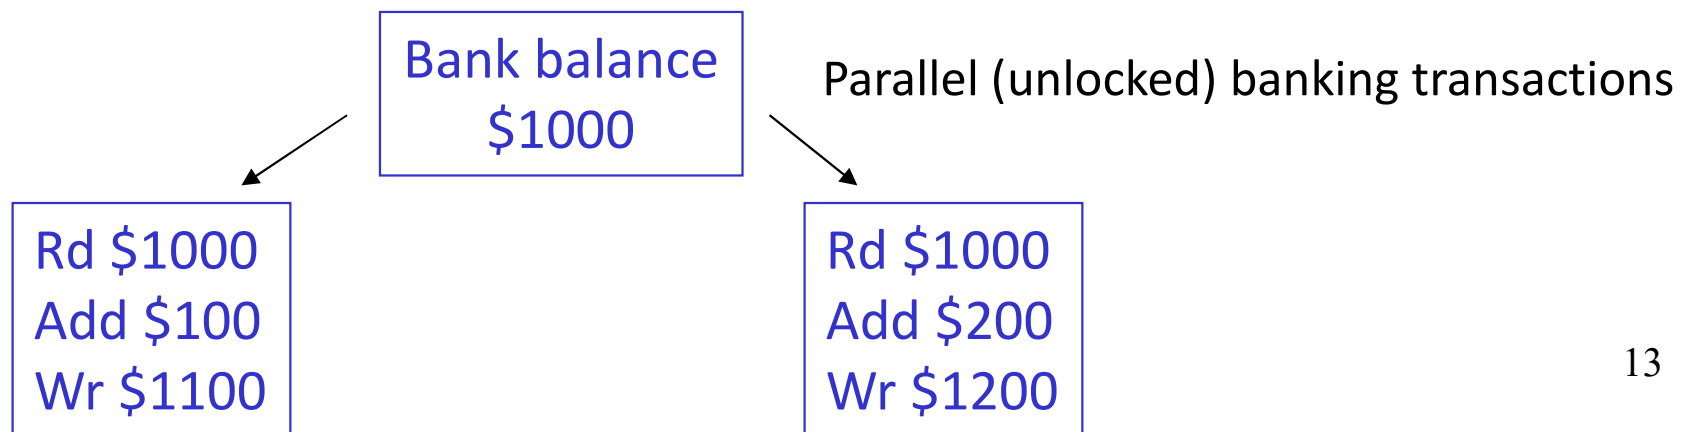 Bank balance
$1000
Parallel (unlocked) banking transactions
Rd $1000
Add $100
Wr $1100
Rd $1000
Add $200
Wr $1200
13